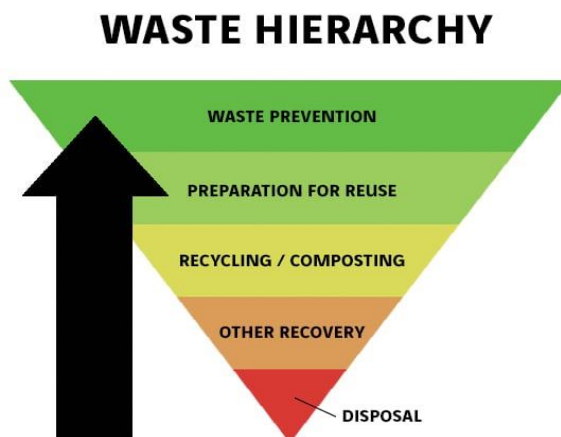 WASTE HIERARCHY
WASTE PREVENTION
PREPARATION FOR REUSE
RECYCLING / COMPOSTING
OTHER RECOVERY
DISPOSAL